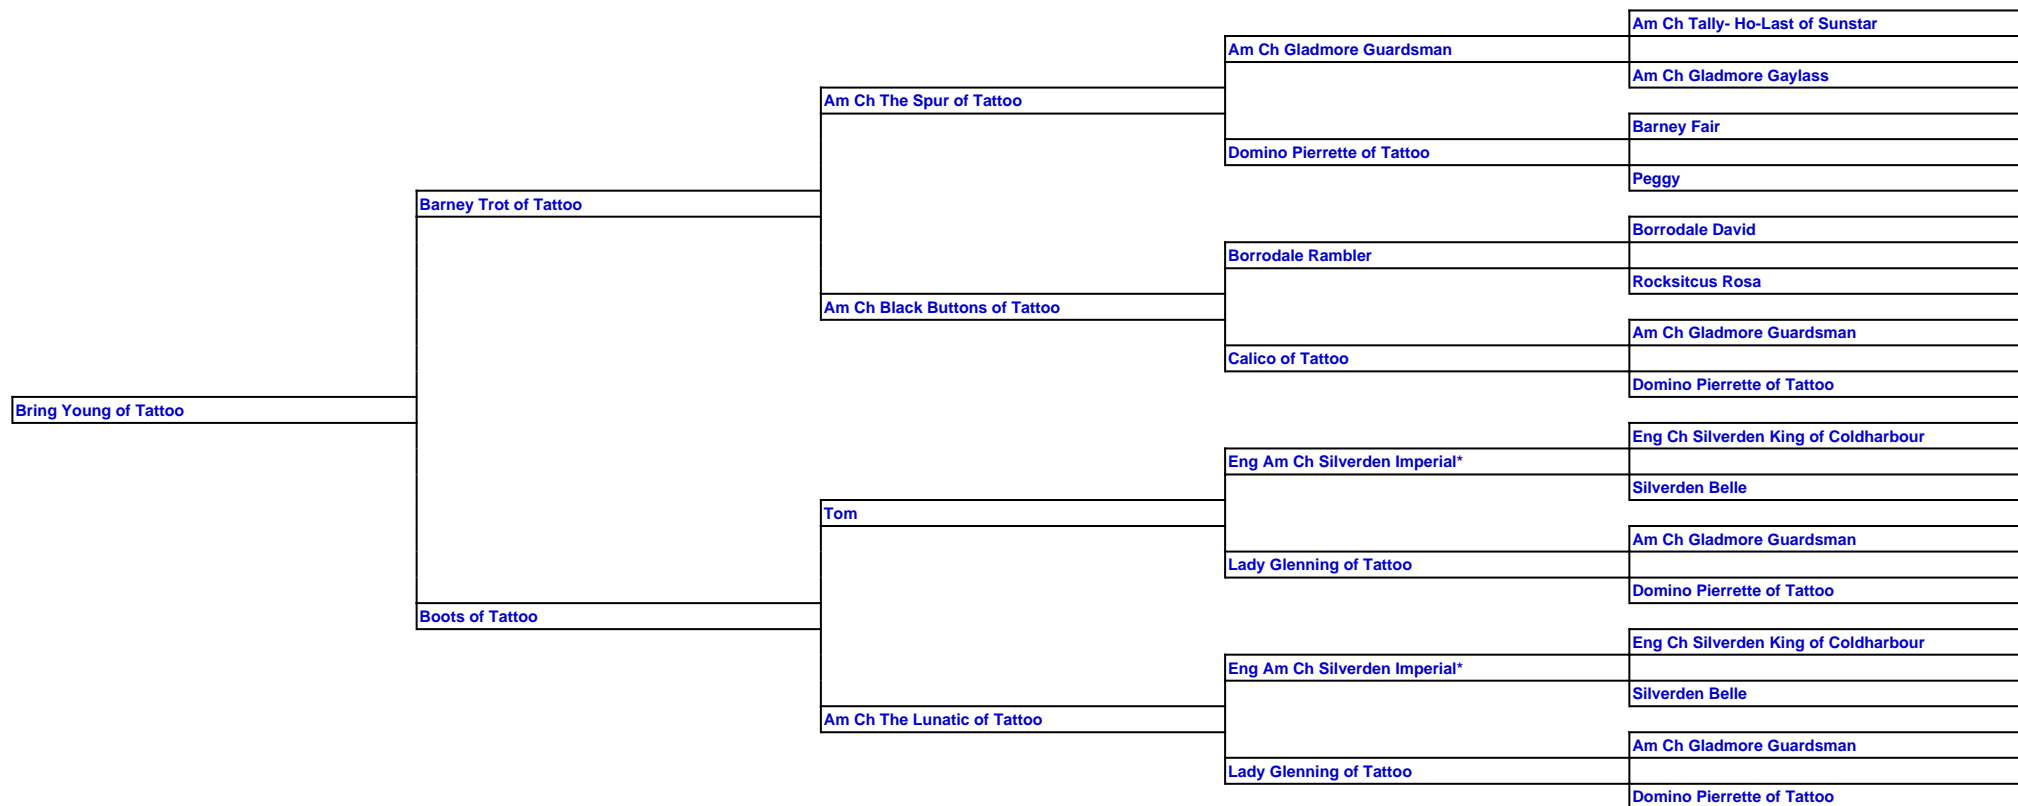 Am Ch Tally- Ho-Last of Sunstar
Am Ch Gladmore Guardsman
Am Ch Gladmore Gaylass
Am Ch The Spur of Tattoo
Barney Fair
Domino Pierrette of Tattoo
Peggy
Barney Trot of Tattoo
Borrodale David
Borrodale Rambler
Rocksitcus Rosa
Am Ch Black Buttons of Tattoo
Am Ch Gladmore Guardsman
Calico of Tattoo
Domino Pierrette of Tattoo
Bring Young of Tattoo
Eng Ch Silverden King of Coldharbour
Eng Am Ch Silverden Imperial*
Silverden Belle
Tom
Am Ch Gladmore Guardsman
Lady Glenning of Tattoo
Domino Pierrette of Tattoo
Boots of Tattoo
Eng Ch Silverden King of Coldharbour
Eng Am Ch Silverden Imperial*
Silverden Belle
Am Ch The Lunatic of Tattoo
Am Ch Gladmore Guardsman
Lady Glenning of Tattoo
Domino Pierrette of Tattoo